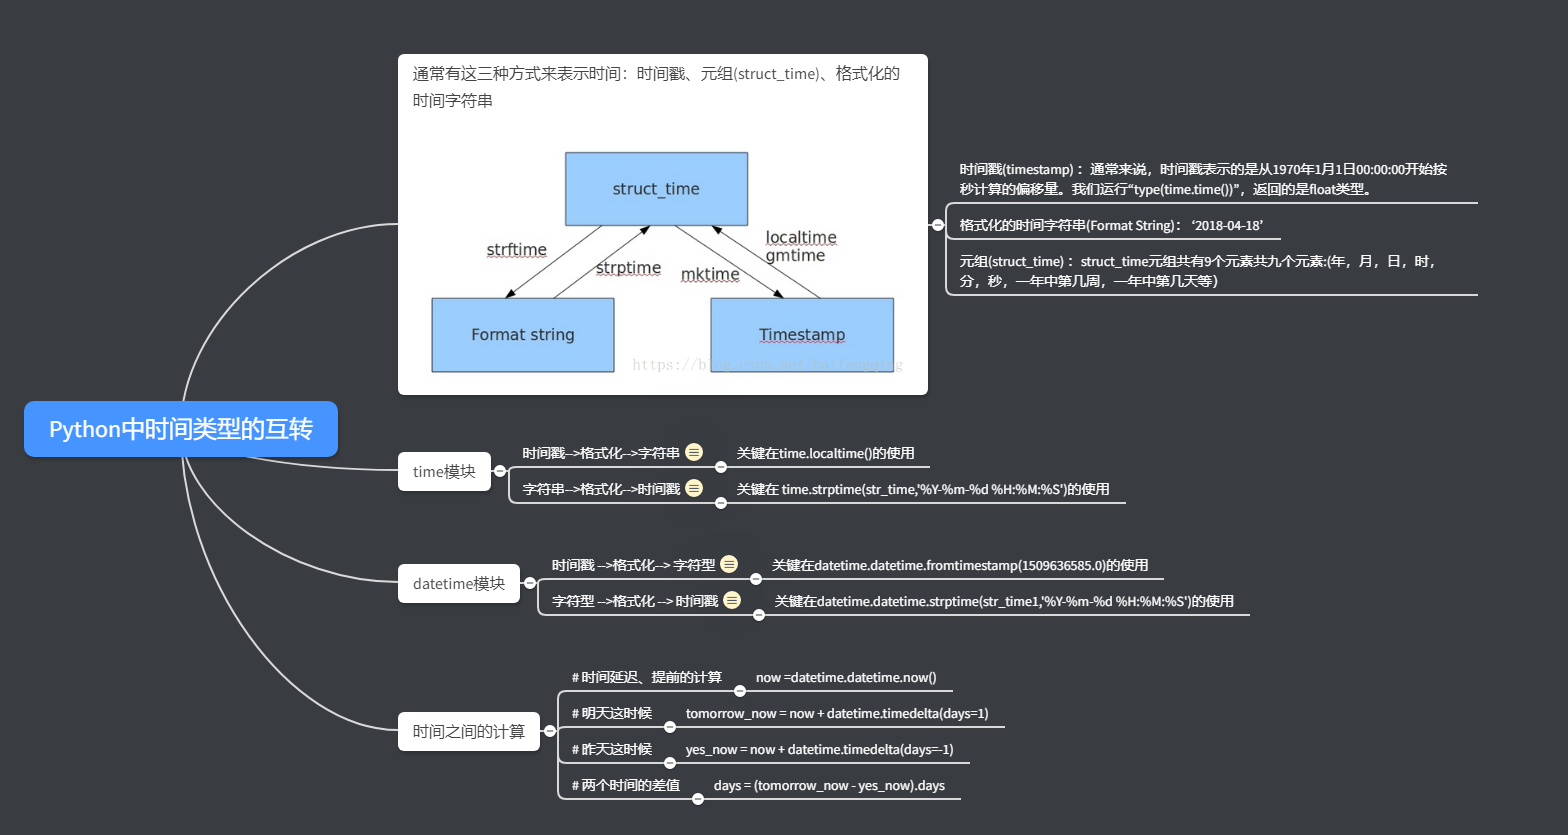 通常有这三种方式来表示时间：时间戳、元组(struct_time)、格式化的
时间字符串
struct_time
strftime
strptime
mktime
localtime
gmtime
Format string
Timestamp
时间戳(timestamp) ：通常来说，时间戳表示的是从1970年1月1日00:00:00开始按
秒计算的偏移量。我们运行“type(time.time())”，返回的是float类型。
格式化的时间字符串(Format String)： ‘2018-04-18’
元组(struct_time) ：struct_time元组共有9个元素共九个元素:(年，月，日，时，
分，秒，一年中第几周，一年中第几天等）
Python中时间类型的互转
time模块
时间戳-->格式化-->字符串
关键在time.localtime()的使用
字符串-->格式化-->时间戳
关键在 time.strptime(str_time,'%Y-%m-%d %H:%M:%S')的使用
datetime模块
时间戳 -->格式化--> 字符型
关键在datetime.datetime.fromtimestamp(1509636585.0)的使用
字符型 -->格式化 --> 时间戳
关键在datetime.datetime.strptime(str_time1,'%Y-%m-%d %H:%M:%S')的使用
时间之间的计算
# 时间延迟、提前的计算
now =datetime.datetime.now()
# 明天这时候
tomorrow_now = now + datetime.timedelta(days=1)
# 昨天这时候
yes_now = now + datetime.timedelta(days=-1)
# 两个时间的差值
days = (tomorrow_now - yes_now).days